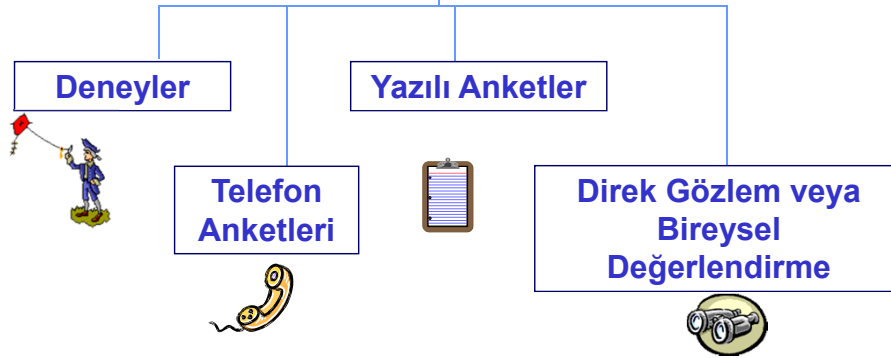 Deneyler
Yazılı Anketler
Telefon
Anketleri
Direk Gözlem veya
Bireysel
Değerlendirme